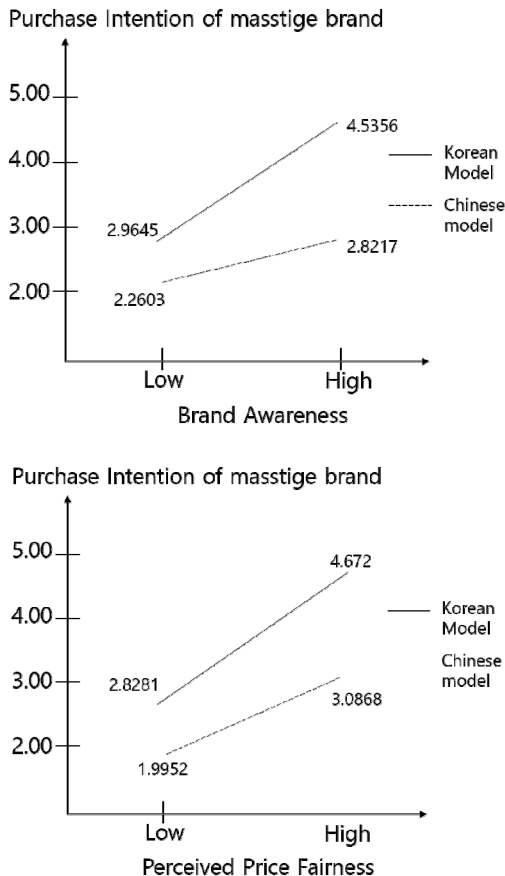 Purchase Intention of masstige brand
5.00
4.5356
Korean
Model
4.00
Chinese
model
3.00
2.9645
2.8217
2.00
2.2603
Low
High
Brand Awareness
Purchase Intention of masstige brand
5.00
4.672
Korean
Model
4.00
Chinese
model
3.00
2.8281
3.0868
2.00
1.9952
Low
High
Perceived Price Fairness